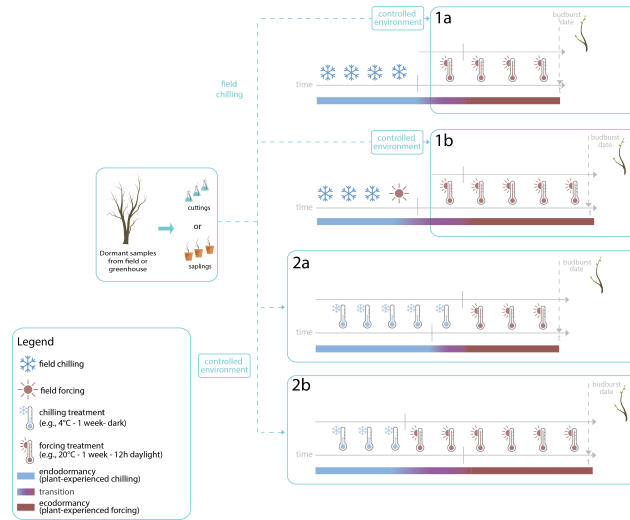 controlled
environment
1a
budburst
date
field
chilling
time
controlled
environment
1b
budburst
date
time
cuttings
or
saplings
Dormant samples
from field or
greenhouse
2a
budburst
date
time
controlled
environment
2b
budburst
date
time
Legend
field chilling
field forcing
chilling treatment
(e.g., 4°C - 1 week- dark)
forcing treatment
(e.g., 20°C - 1 week - 12h daylight)
endodormancy
(plant-experienced chilling)
transition
ecodormancy
(plant-experienced forcing)